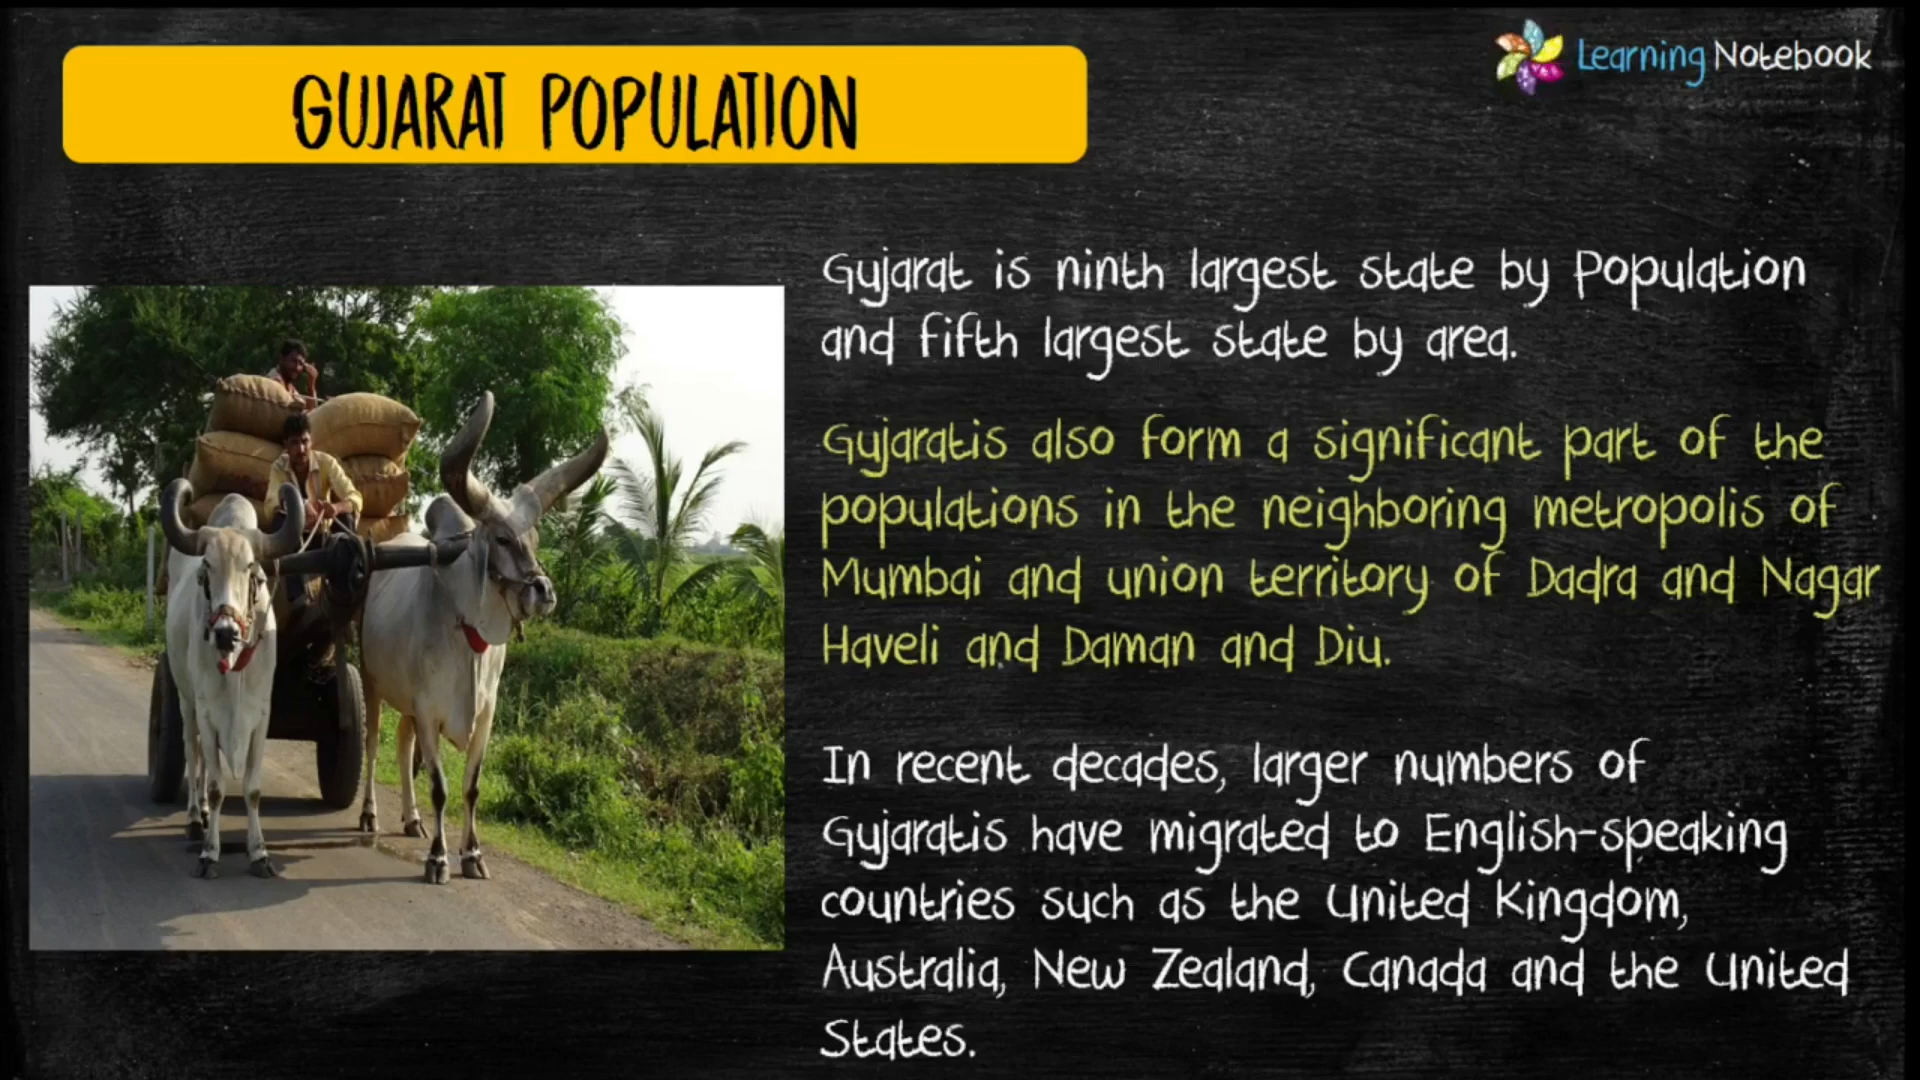 GUJARAT POPULATION
Learning Notebook
Gujarat is ninth largest state by Population
and fifth largest state by area.
Gujaratis also form a significant part of the
populations in the neighboring metropolis of
Mumbai and union territory of Dadra and Nagar
Haveli and Daman and Diu.
In recent decades, larger numbers of
Gujaratis have migrated to English-speaking
countries such as the United Kingdom,
Australia, New Zealand, Canada and the United
States.